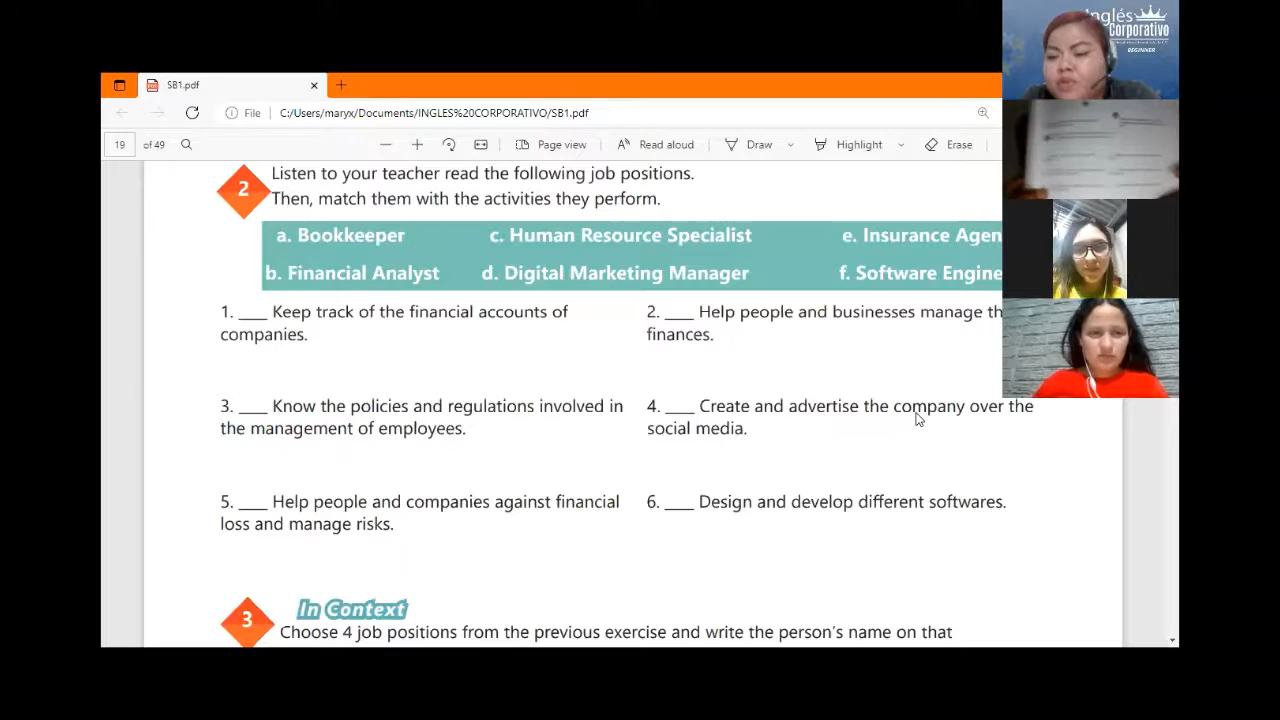 Inglés
Corporativo
BEGINNER
SB1.pdf
File C:/Users/maryx/Documents/INGLES%20CORPORATIVO/SB1.pdf
19 of 49 Page view Read aloud Draw Highlight Erase
2 Listen to your teacher read the following job positions.
Then, match them with the activities they perform.
a. Bookkeeper c. Human Resource Specialist e. Insurance Agen
b. Financial Analyst d. Digital Marketing Manager f. Software Engine
1. ___ Keep track of the financial accounts of
companies.
2. ___ Help people and businesses manage th
finances.
3. ___ Know the policies and regulations involved in
the management of employees.
4. ___ Create and advertise the company over the
social media.
5. ___ Help people and companies against financial
loss and manage risks.
6. ___ Design and develop different softwares.
3 In Context
Choose 4 job positions from the previous exercise and write the person's name on that